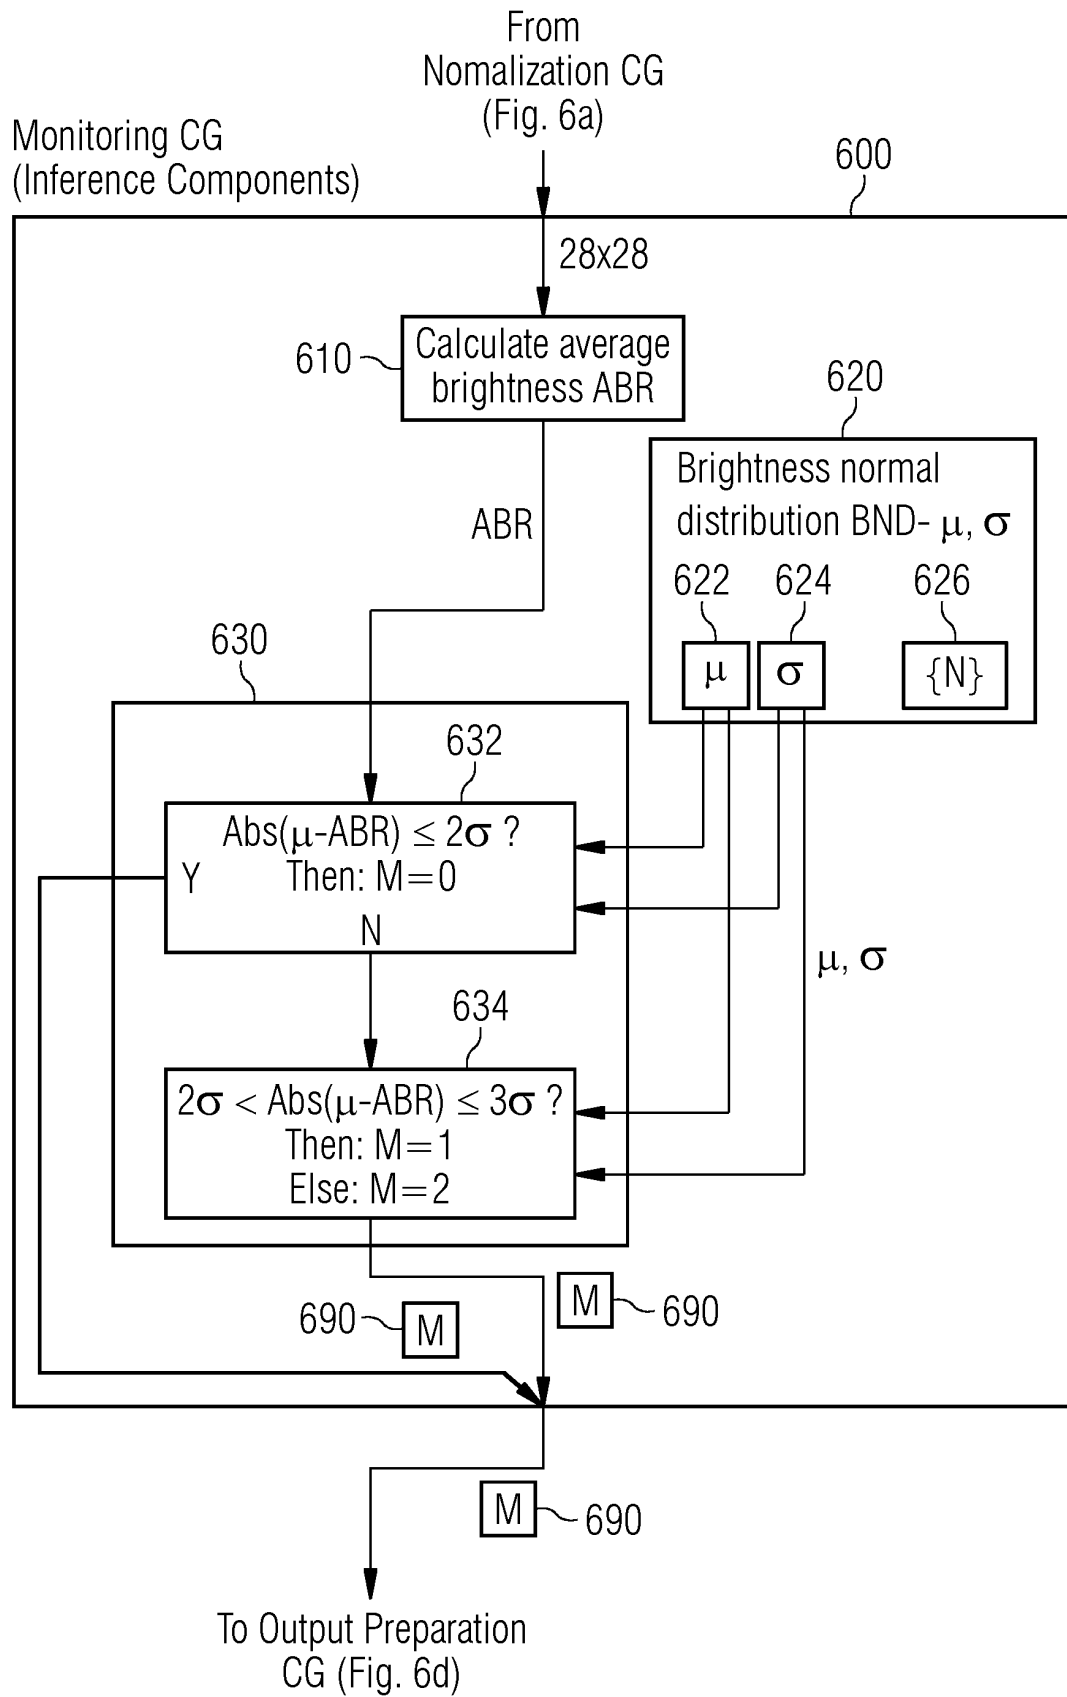 From
Nomalization CG
(Fig. 6a)
Monitoring CG
(Inference Components)
600
28x28
610
Calculate average
brightness ABR
620
Brightness normal
distribution BND- μ, σ
ABR
622
624
626
μ
σ
{N}
630
632
Abs(μ-ABR) ≤ 2σ ?
Y
Then: M=0
N
μ, σ
634
2σ < Abs(μ-ABR) ≤ 3σ ?
Then: M=1
Else: M=2
M
690
690
M
M
690
To Output Preparation
CG (Fig. 6d)